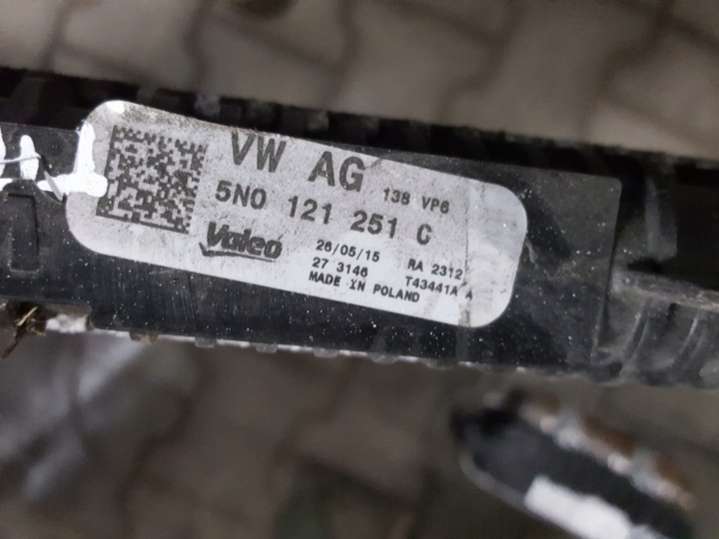 VW AG 138 VP6
5N0 121 251 C
Valeo
26/05/15 RA 2312
27 3146 T43441A A
MADE IN POLAND